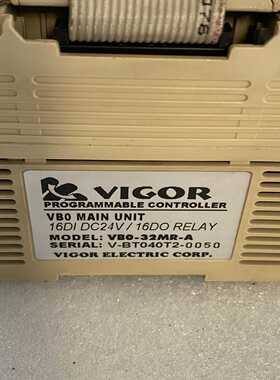 VIGOR
PROGRAMMABLE CONTROLLER
VB0 MAIN UNIT
16DI DC24V / 16DO RELAY
MODEL: VB0-32MR-A
SERIAL: V-BT040T2-0050
VIGOR ELECTRIC CORP.